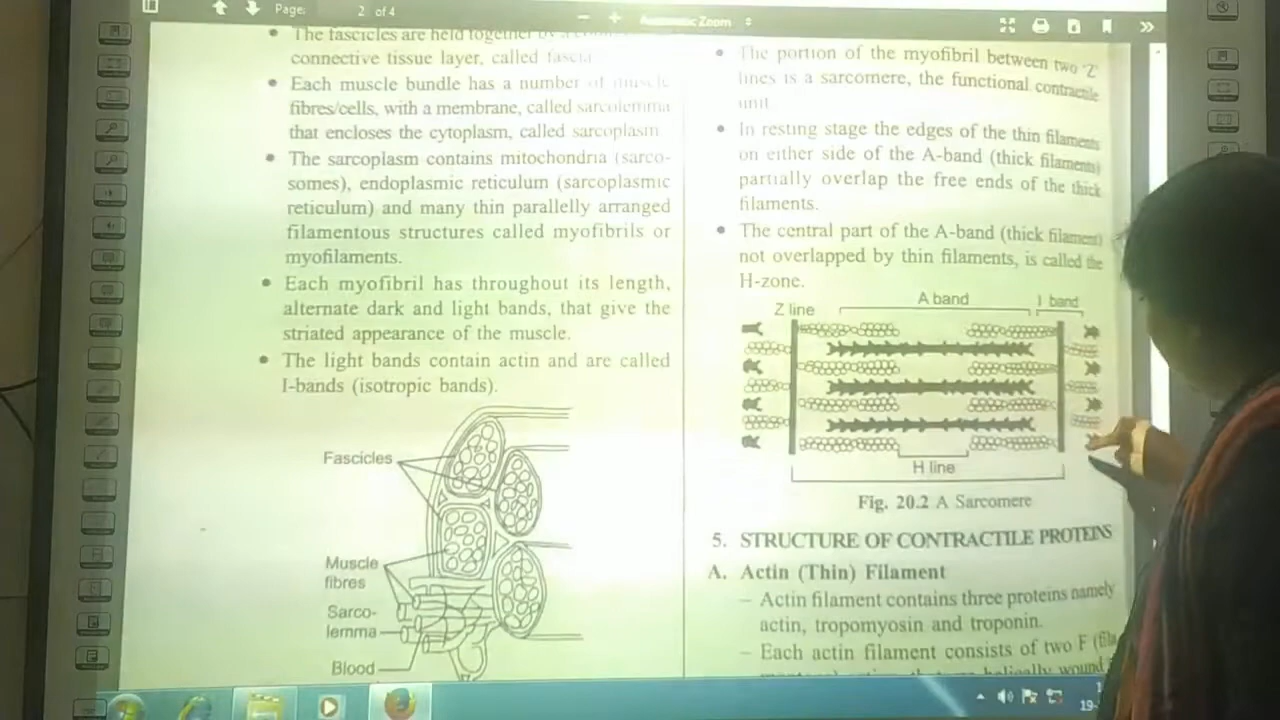 Page:
2 of 4
Automatic Zoom
The fascicles are held together by a
connective tissue layer, called fascia
• Each muscle bundle has a number of muscle
fibres/cells, with a membrane, called sarcolemma
that encloses the cytoplasm, called sarcoplasm
• The sarcoplasm contains mitochondria (sarco-
somes), endoplasmic reticulum (sarcoplasmic
reticulum) and many thin parallelly arranged
filamentous structures called myofibrils or
myofilaments.
• Each myofibril has throughout its length,
alternate dark and light bands, that give the
striated appearance of the muscle.
• The light bands contain actin and are called
I-bands (isotropic bands).
Fascicles
Muscle
fibres
Sarco-
lemma
Blood
• The portion of the myofibril between two 'Z'
lines is a sarcomere, the functional contractile
unit.
• In resting stage the edges of the thin filaments
on either side of the A-band (thick filaments)
partially overlap the free ends of the thick
filaments.
• The central part of the A-band (thick filament)
not overlapped by thin filaments, is called the
H-zone.
Z line
A band
I band
H line
Fig. 20.2 A Sarcomere
5. STRUCTURE OF CONTRACTILE PROTEINS
A. Actin (Thin) Filament
– Actin filament contains three proteins namely
actin, tropomyosin and troponin.
– Each actin filament consists of two F (fila
helically wound
19-